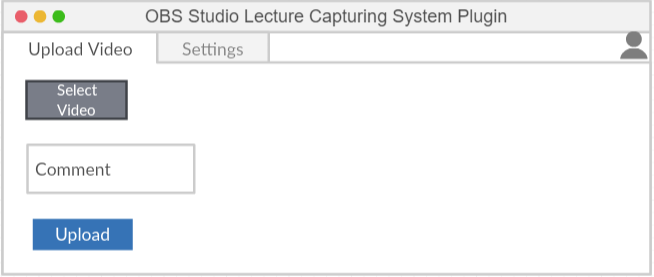 OBS Studio Lecture Capturing System Plugin
Upload Video
Settings
Select
Video
Comment
Upload